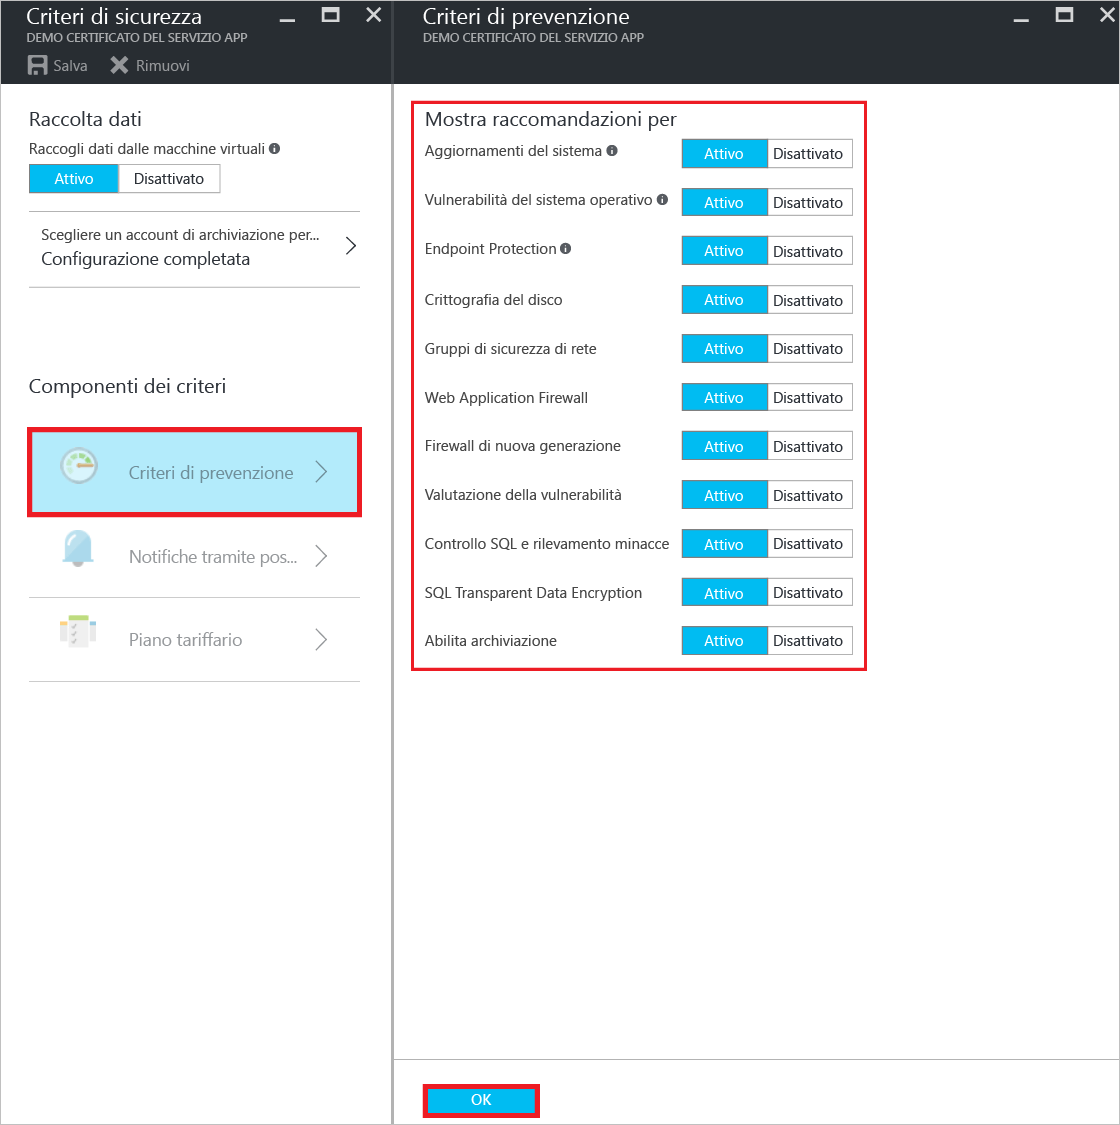 Criteri di sicurezza
DEMO CERTIFICATO DEL SERVIZIO APP
Salva
Rimuovi
Raccolta dati
Raccogli dati dalle macchine virtuali
Attivo
Disattivato
Scegliere un account di archiviazione per...
Configurazione completata
Componenti dei criteri
Criteri di prevenzione
Notifiche tramite pos...
Piano tariffario
Criteri di prevenzione
DEMO CERTIFICATO DEL SERVIZIO APP
Mostra raccomandazioni per
Aggiornamenti del sistema Attivo Disattivato
Vulnerabilità del sistema operativo Attivo Disattivato
Endpoint Protection Attivo Disattivato
Crittografia del disco Attivo Disattivato
Gruppi di sicurezza di rete Attivo Disattivato
Web Application Firewall Attivo Disattivato
Firewall di nuova generazione Attivo Disattivato
Valutazione della vulnerabilità Attivo Disattivato
Controllo SQL e rilevamento minacce Attivo Disattivato
SQL Transparent Data Encryption Attivo Disattivato
Abilita archiviazione Attivo Disattivato
OK